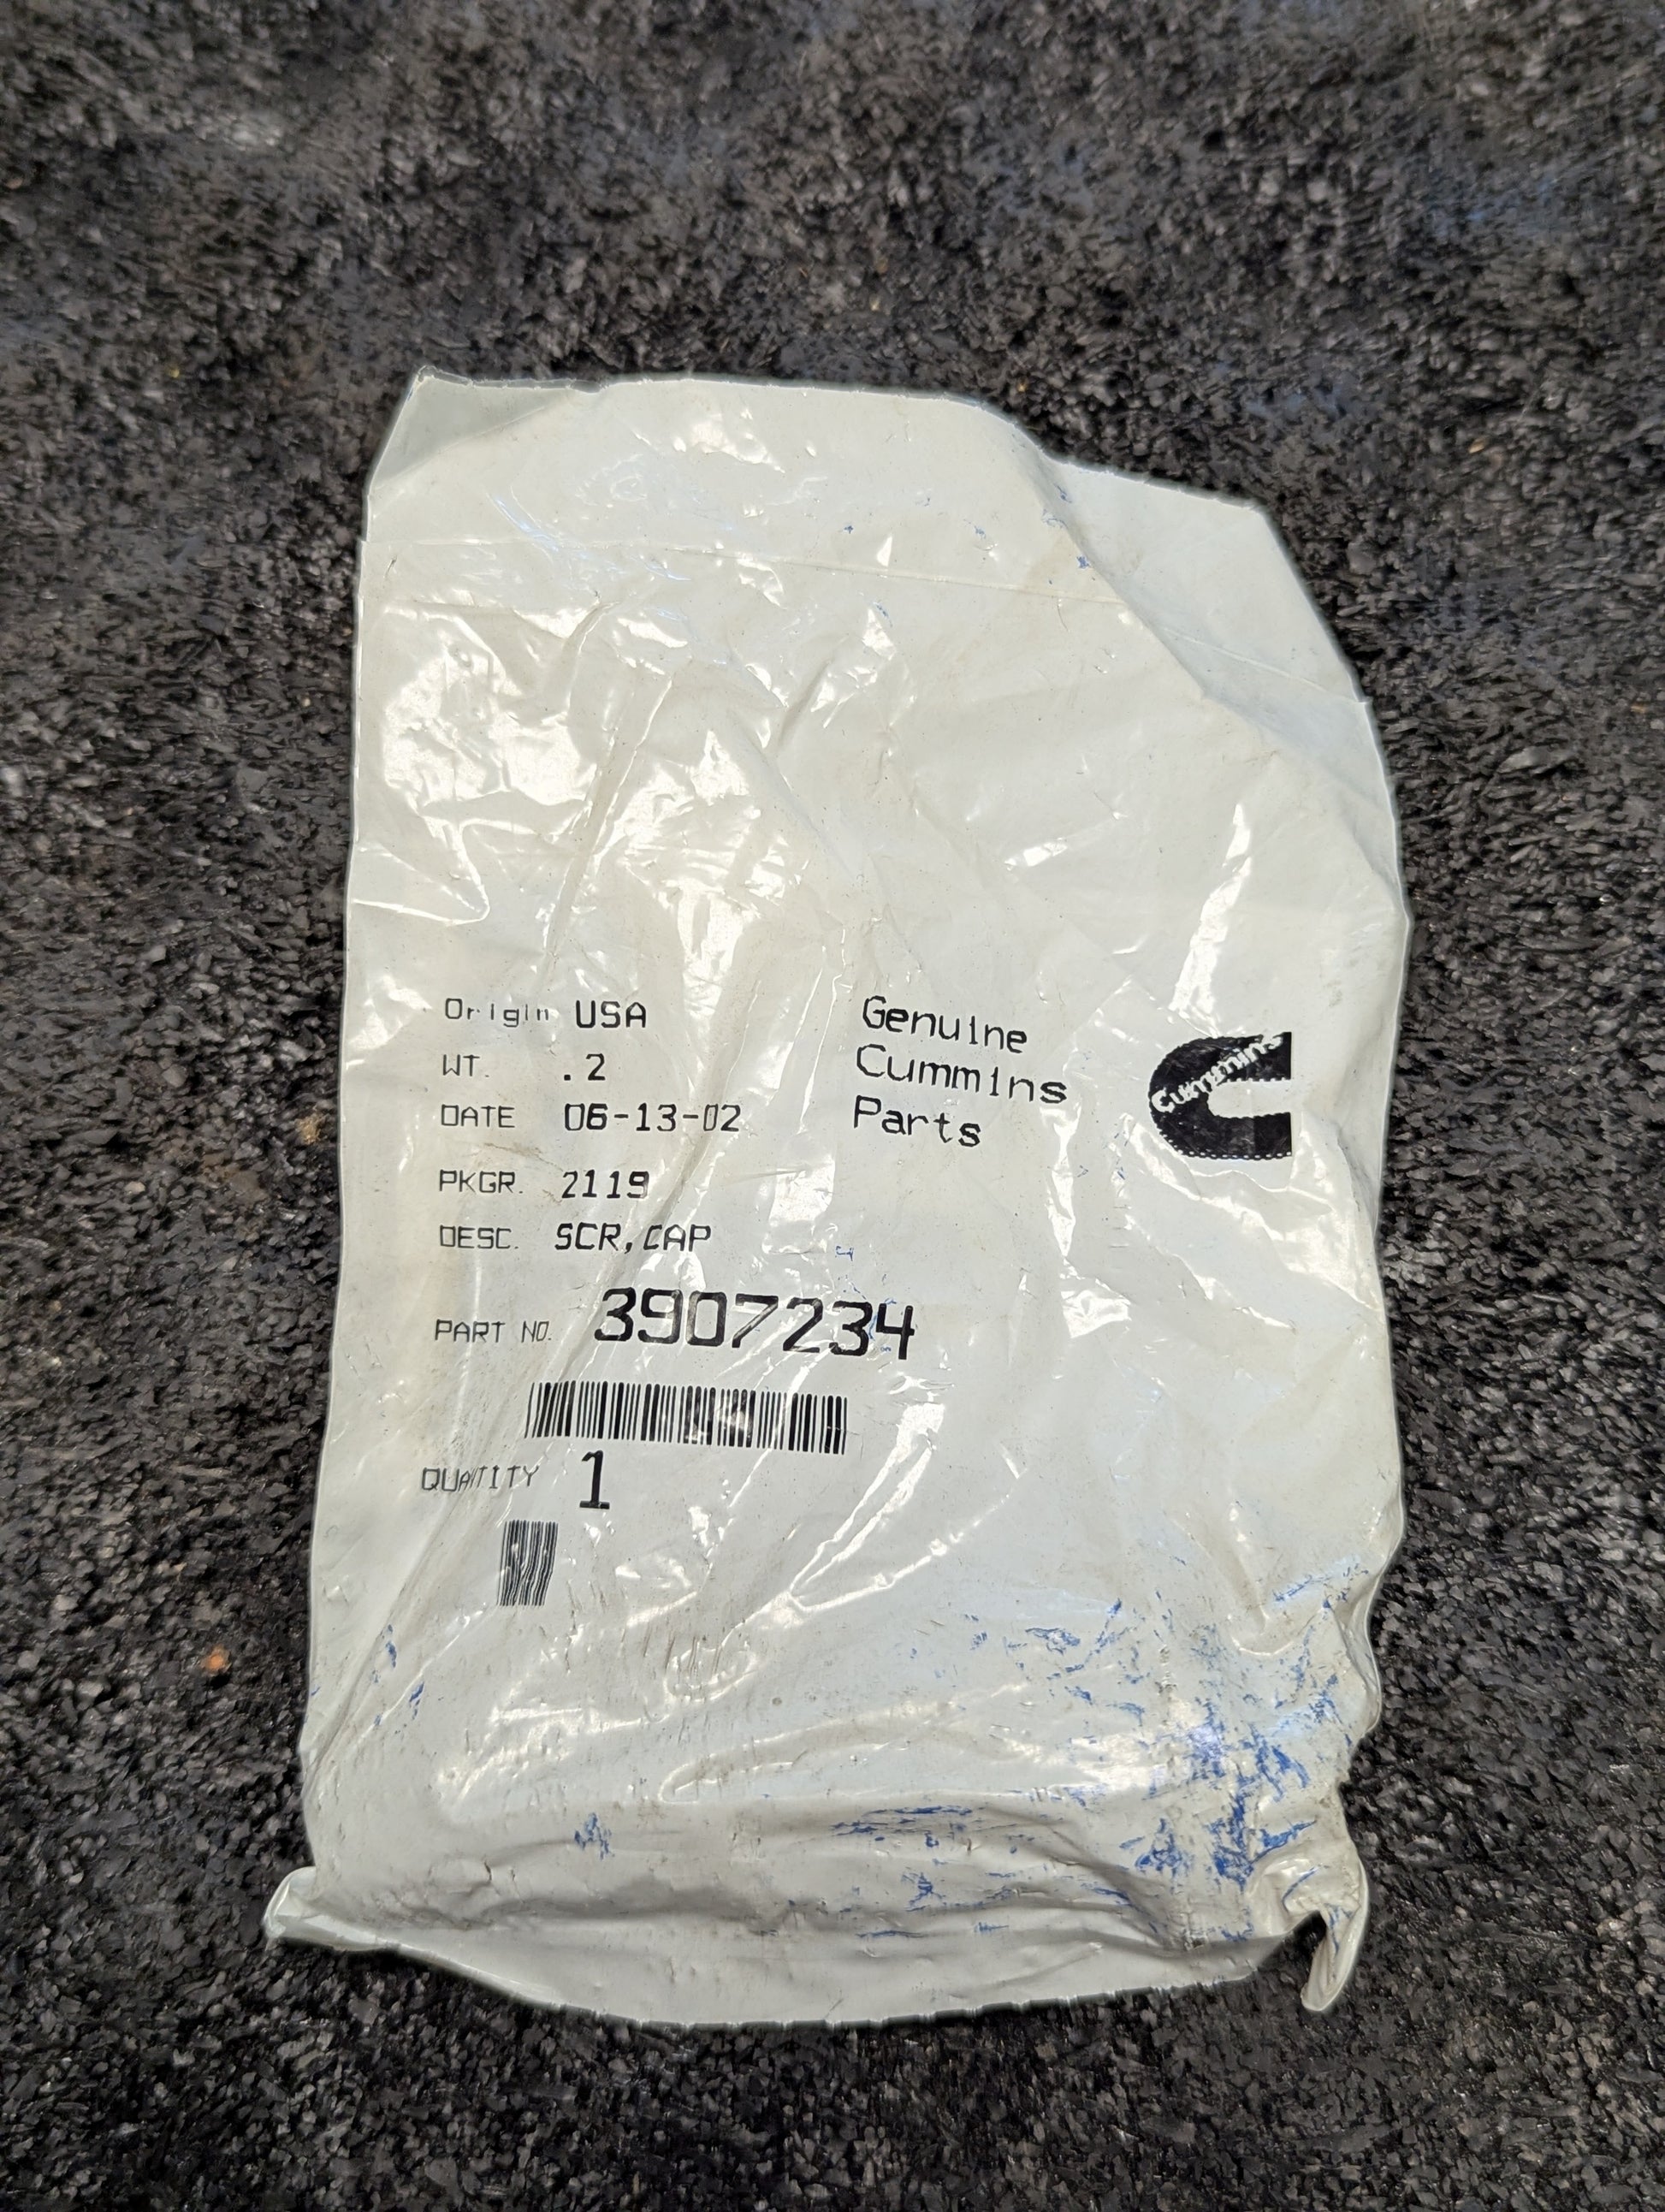 Origin USA
WT. .2
DATE 06-13-02
PKGR. 2119
DESC. SCR,CAP
PART NO. 3907234
QUANTITY 1
Genuine
Cummins
Parts
Cummins